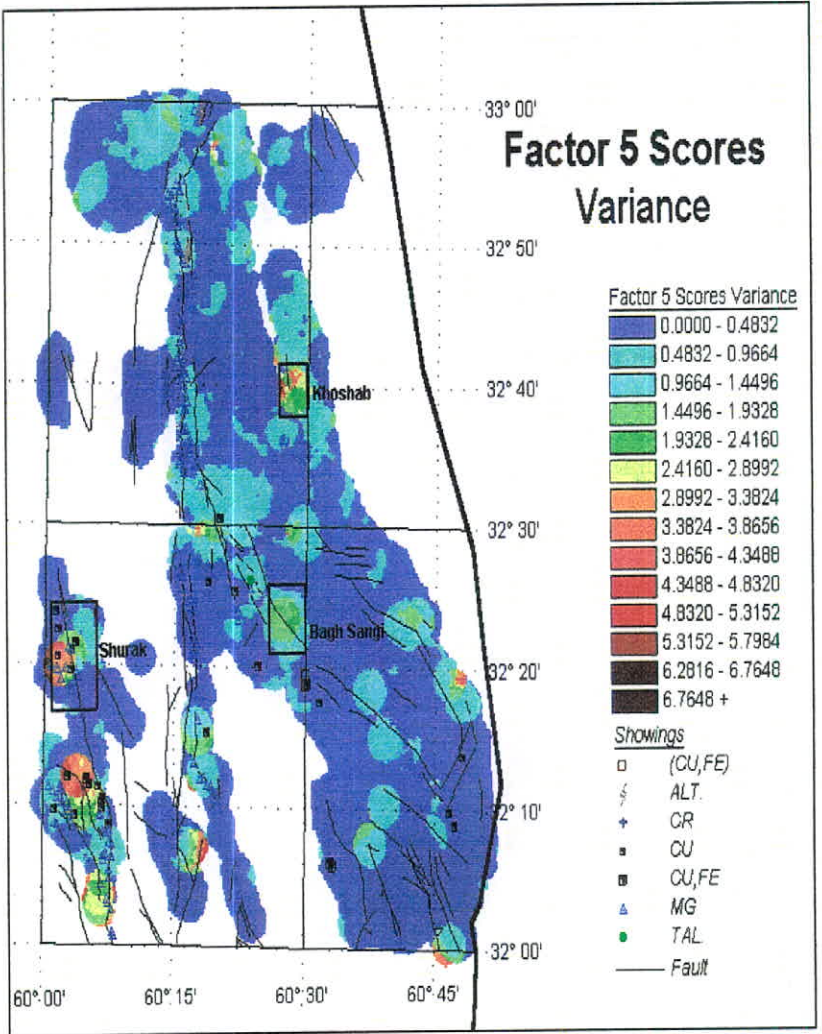 Factor 5 Scores
Variance
33° 00'
32° 50'
32° 40'
32° 30'
32° 20'
32° 10'
32° 00'
Khoshab
Bagh Sangi
Shurak
Factor 5 Scores Variance
0.0000 - 0.4832
0.4832 - 0.9664
0.9664 - 1.4496
1.4496 - 1.9328
1.9328 - 2.4160
2.4160 - 2.8992
2.8992 - 3.3824
3.3824 - 3.8656
3.8656 - 4.3488
4.3488 - 4.8320
4.8320 - 5.3152
5.3152 - 5.7984
6.2816 - 6.7648
6.7648 +
Showings
(CU,FE)
ALT.
CR
CU
CU,FE
MG
TAL.
Fault
60° 00'
60° 15'
60° 30'
60° 45'